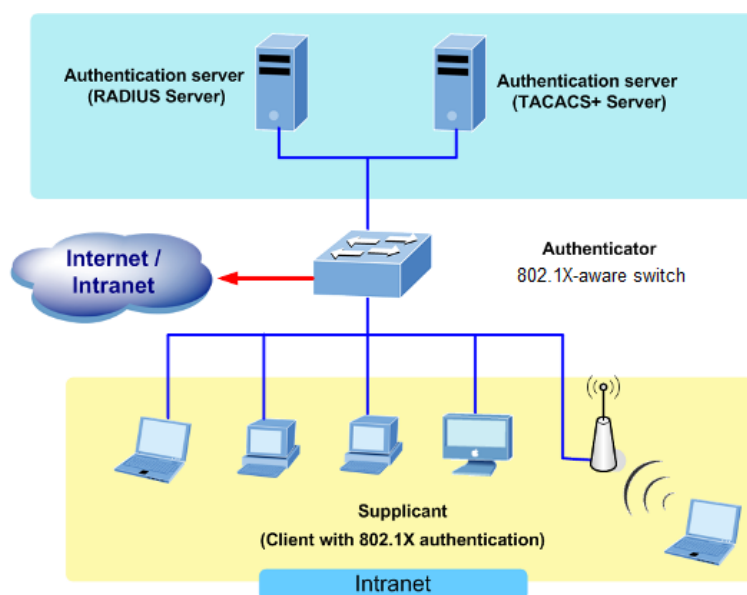 Authentication server
(RADIUS Server)
Authentication server
(TACACS+ Server)
Internet /
Intranet
Authenticator
802.1X-aware switch
Supplicant
(Client with 802.1X authentication)
Intranet